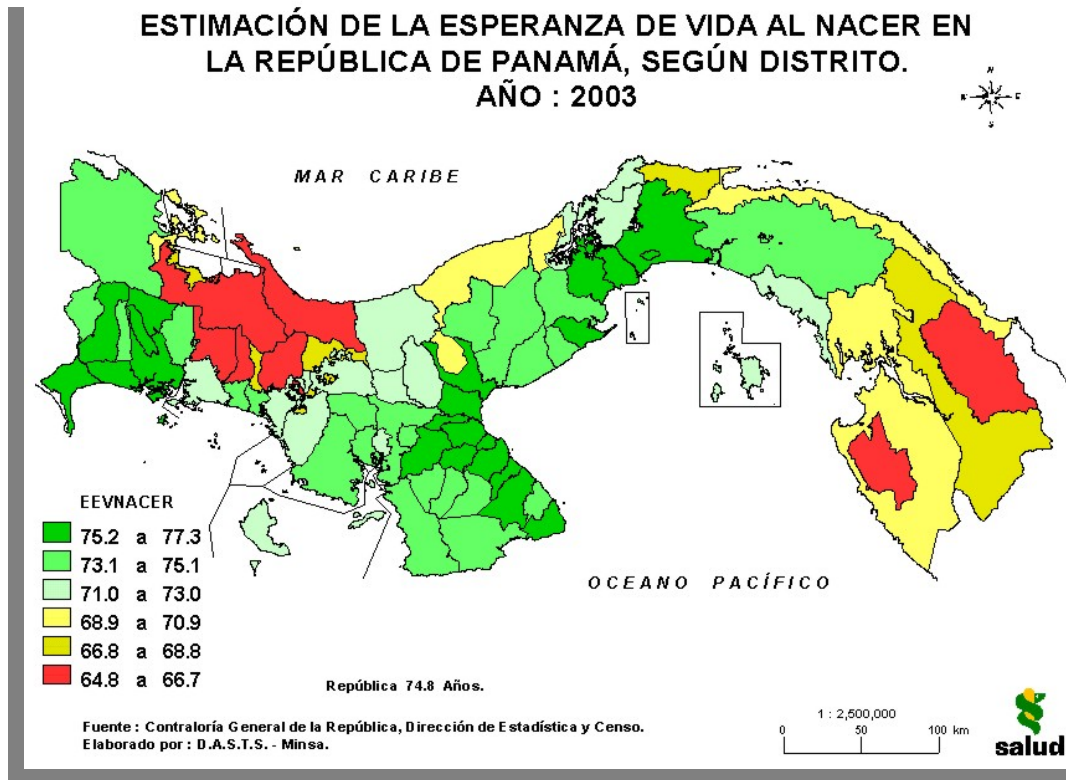 ESTIMACIÓN DE LA ESPERANZA DE VIDA AL NACER EN
LA REPÚBLICA DE PANAMÁ, SEGÚN DISTRITO.
AÑO : 2003
N
E
S
MAR CARIBE
EEVNACER
75.2 a 77.3
73.1 a 75.1
71.0 a 73.0
68.9 a 70.9
66.8 a 68.8
64.8 a 66.7
OCEANO PACÍFICO
República 74.8 Años.
Fuente : Contraloría General de la República, Dirección de Estadística y Censo.
Elaborado por : D.A.S.T.S. - Minsa.
1 : 2,500,000
0 50 100 km
salud